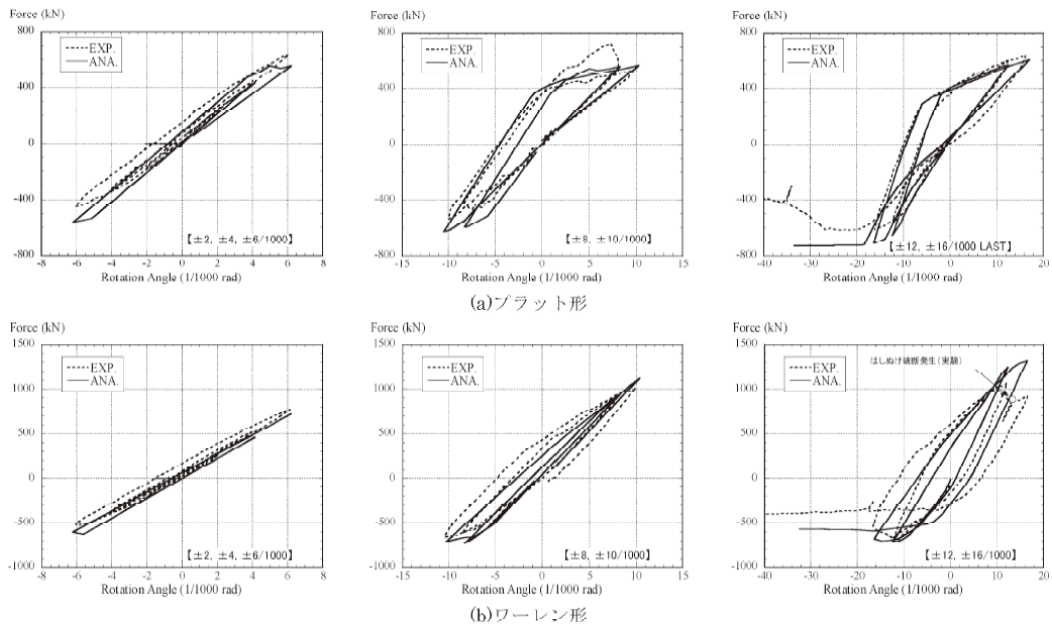 Force (kN)
800
400
0
-400
-800
EXP.
ANA.
【±2, ±4, ±6/1000】
-8 -6 -4 -2 0 2 4 6 8
Rotation Angle (1/1000 rad)
Force (kN)
800
400
0
-400
-800
EXP.
ANA.
【±8, ±10/1000】
-15 -10 -5 0 5 10 15
Rotation Angle (1/1000 rad)
Force (kN)
800
400
0
-400
-800
EXP.
ANA.
【±12, ±16/1000 LAST】
-40 -30 -20 -10 0 10 20
Rotation Angle (1/1000 rad)
(a)プラット形
Force (kN)
1500
1000
500
0
-500
-1000
EXP.
ANA.
【±2, ±4, ±6/1000】
-8 -6 -4 -2 0 2 4 6 8
Rotation Angle (1/1000 rad)
Force (kN)
1500
1000
500
0
-500
-1000
EXP.
ANA.
【±8, ±10/1000】
-15 -10 -5 0 5 10 15
Rotation Angle (1/1000 rad)
Force (kN)
1500
1000
500
0
-500
-1000
EXP.
ANA.
はしぬけ破断発生(実験)
【±12, ±16/1000】
-40 -30 -20 -10 0 10 20
Rotation Angle (1/1000 rad)
(b)ワーレン形